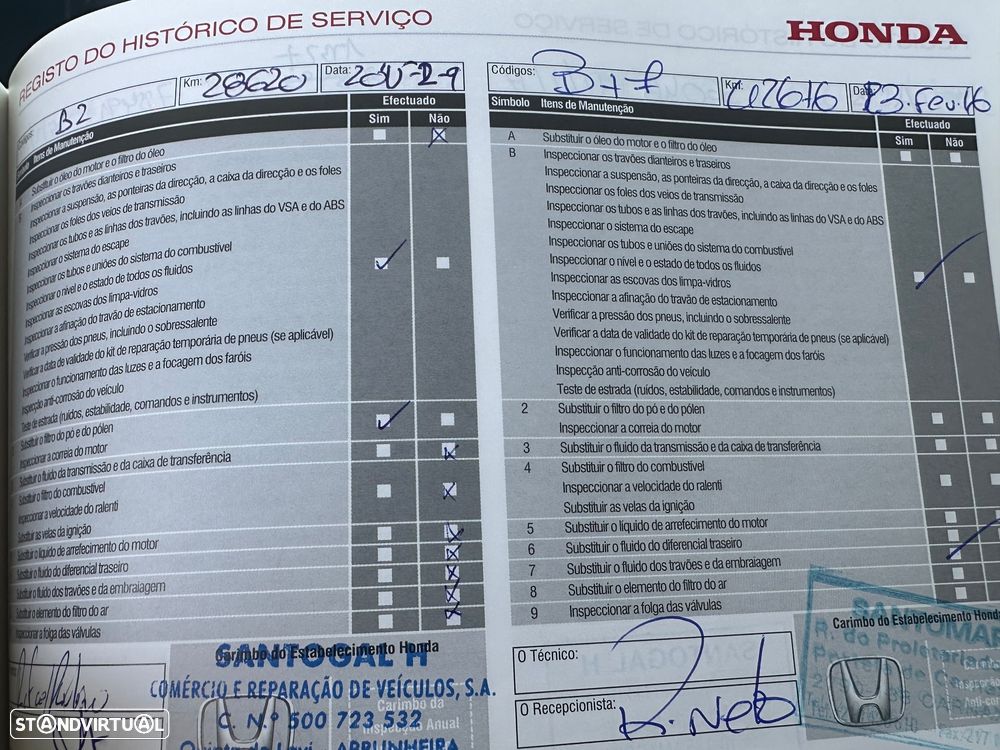 REGISTO DO HISTÓRICO DE SERVIÇO
HONDA
B2
Km: 28620
Data:
Efectuado
Itens de Manutenção
Sim Não
Substituir o óleo do motor e o filtro do óleo
Inspeccionar os travões dianteiros e traseiros
Inspeccionar a suspensão, as ponteiras da direcção, a caixa da direcção e os foles
Inspeccionar os foles dos veios de transmissão
Inspeccionar os tubos e as linhas dos travões, incluindo as linhas do VSA e do ABS
Inspeccionar o sistema do escape
Inspeccionar os tubos e uniões do sistema do combustível
Inspeccionar o nível e o estado de todos os fluidos
Inspeccionar as escovas dos limpa-vidros
Inspeccionar a afinação do travão de estacionamento
Verificar a pressão dos pneus, incluindo o sobressalente
Verificar a data de validade do kit de reparação temporária de pneus (se aplicável)
Inspeccionar o funcionamento das luzes e a focagem dos faróis
Inspecção anti-corrosão do veículo
Teste de estrada (ruídos, estabilidade, comandos e instrumentos)
Substituir o filtro do pó e do pólen
Inspeccionar a correia do motor
Substituir o fluido da transmissão e da caixa de transferência
Substituir o filtro do combustível
Inspeccionar a velocidade do ralenti
Substituir as velas da ignição
Substituir o líquido de arrefecimento do motor
Substituir o fluido do diferencial traseiro
Substituir o fluido dos travões e da embraiagem
Substituir o elemento do filtro do ar
Inspeccionar a folga das válvulas
Carimbo do Estabelecimento Honda
SANTOGAL H
COMÉRCIO E REPARAÇÃO DE VEÍCULOS, S.A.
C. N.º 500 723 532
ABRUNHEIRA
Carimbo da
Inspecção Anual
Códigos: B+7
Km:
23.Fev.16
Símbolo Itens de Manutenção
Efectuado
Sim Não
A Substituir o óleo do motor e o filtro do óleo
B Inspeccionar os travões dianteiros e traseiros
Inspeccionar a suspensão, as ponteiras da direcção, a caixa da direcção e os foles
Inspeccionar os foles dos veios de transmissão
Inspeccionar os tubos e as linhas dos travões, incluindo as linhas do VSA e do ABS
Inspeccionar o sistema do escape
Inspeccionar os tubos e uniões do sistema do combustível
Inspeccionar o nível e o estado de todos os fluidos
Inspeccionar as escovas dos limpa-vidros
Inspeccionar a afinação do travão de estacionamento
Verificar a pressão dos pneus, incluindo o sobressalente
Verificar a data de validade do kit de reparação temporária de pneus (se aplicável)
Inspeccionar o funcionamento das luzes e a focagem dos faróis
Inspecção anti-corrosão do veículo
Teste de estrada (ruídos, estabilidade, comandos e instrumentos)
2 Substituir o filtro do pó e do pólen
Inspeccionar a correia do motor
3 Substituir o fluido da transmissão e da caixa de transferência
4 Substituir o filtro do combustível
Inspeccionar a velocidade do ralenti
Substituir as velas da ignição
5 Substituir o líquido de arrefecimento do motor
6 Substituir o fluido do diferencial traseiro
7 Substituir o fluido dos travões e da embraiagem
8 Substituir o elemento do filtro do ar
9 Inspeccionar a folga das válvulas
O Técnico:
O Recepcionista: R. Neto
SANTOMAR
Carimbo do Estabelecimento Honda
R. do Proletariado
STANDVIRTUAL